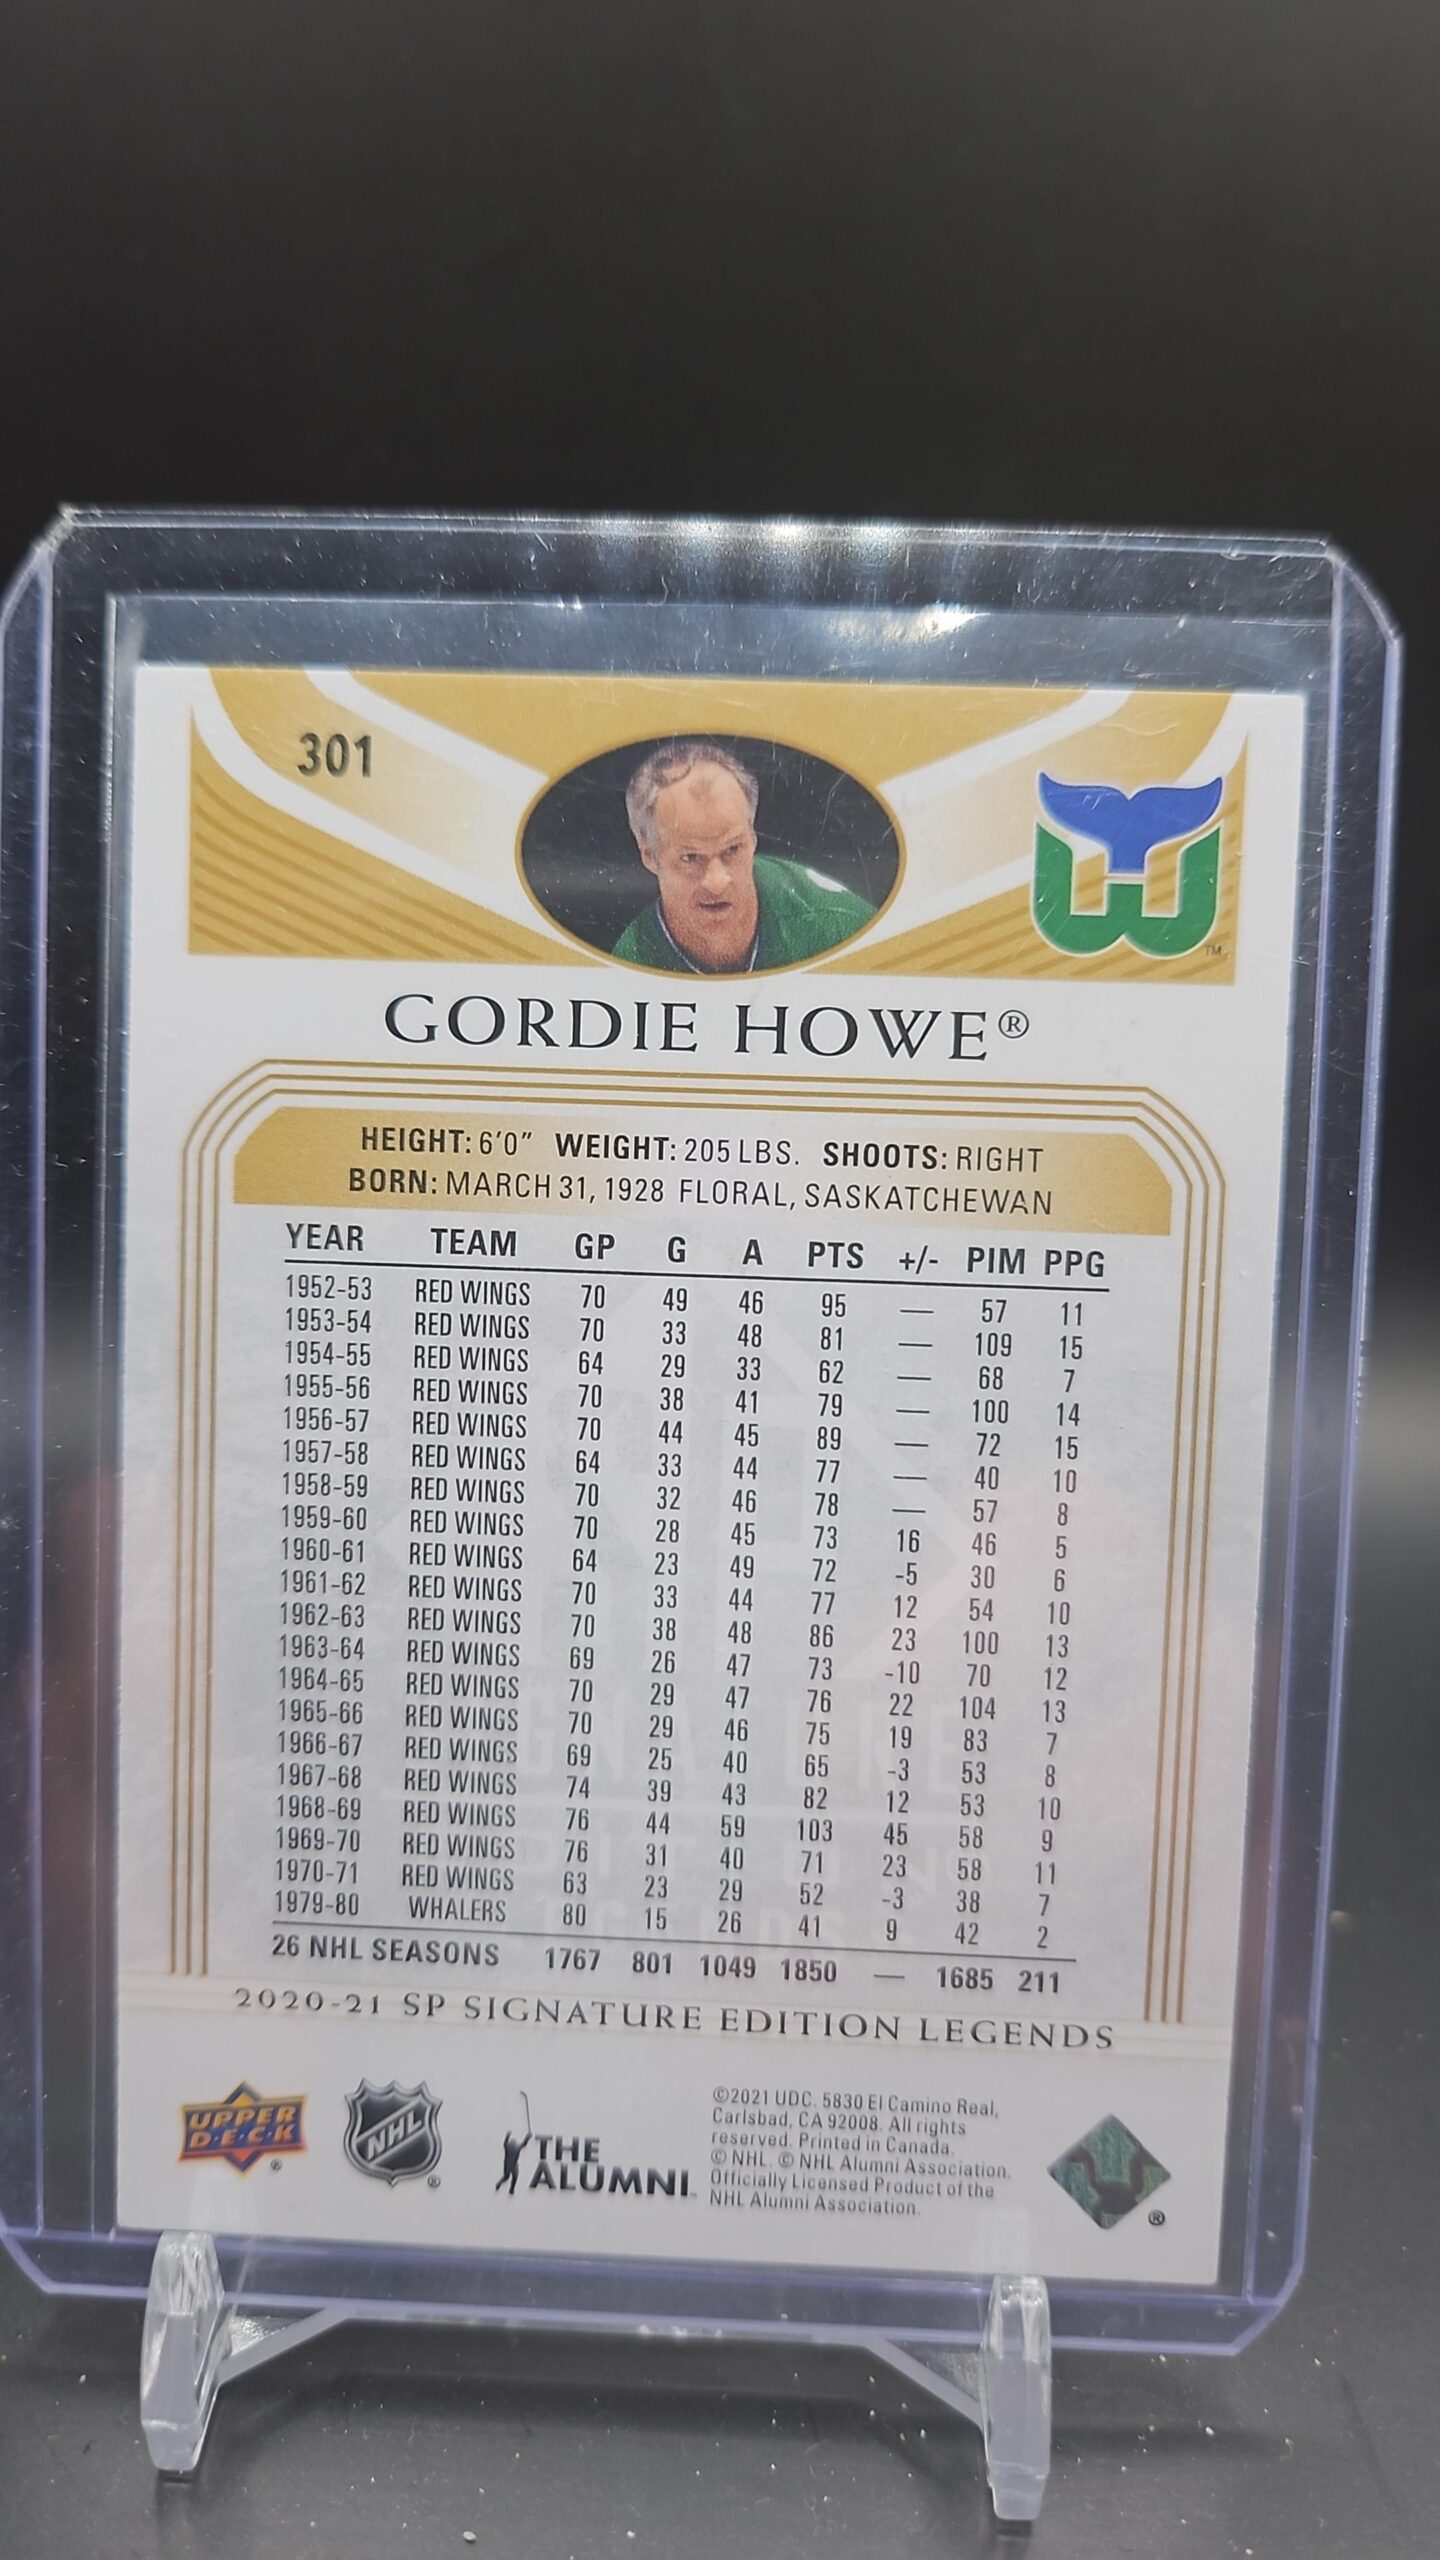 301
TM
GORDIE HOWE®
HEIGHT: 6'0" WEIGHT: 205 LBS. SHOOTS: RIGHT
BORN: MARCH 31, 1928 FLORAL, SASKATCHEWAN
YEAR TEAM GP G A PTS +/- PIM PPG
1952-53 RED WINGS 70 49 46 95 — 57 11
1953-54 RED WINGS 70 33 48 81 — 109 15
1954-55 RED WINGS 64 29 33 62 — 68 7
1955-56 RED WINGS 70 38 41 79 — 100 14
1956-57 RED WINGS 70 44 45 89 — 72 15
1957-58 RED WINGS 64 33 44 77 — 40 10
1958-59 RED WINGS 70 32 46 78 — 57 8
1959-60 RED WINGS 70 28 45 73 16 46 5
1960-61 RED WINGS 64 23 49 72 -5 30 6
1961-62 RED WINGS 70 33 44 77 12 54 10
1962-63 RED WINGS 70 38 48 86 23 100 13
1963-64 RED WINGS 69 26 47 73 -10 70 12
1964-65 RED WINGS 70 29 47 76 22 104 13
1965-66 RED WINGS 70 29 46 75 19 83 7
1966-67 RED WINGS 69 25 40 65 -3 53 8
1967-68 RED WINGS 74 39 43 82 12 53 10
1968-69 RED WINGS 76 44 59 103 45 58 9
1969-70 RED WINGS 76 31 40 71 23 58 11
1970-71 RED WINGS 63 23 29 52 -3 38 7
1979-80 WHALERS 80 15 26 41 9 42 2
26 NHL SEASONS 1767 801 1049 1850 — 1685 211
2020-21 SP SIGNATURE EDITION LEGENDS
UPPER DECK®
NHL®
THE ALUMNI
©2021 UDC. 5830 El Camino Real,
Carlsbad, CA 92008. All rights
reserved. Printed in Canada.
© NHL. © NHL Alumni Association.
Officially Licensed Product of the
NHL Alumni Association.
®